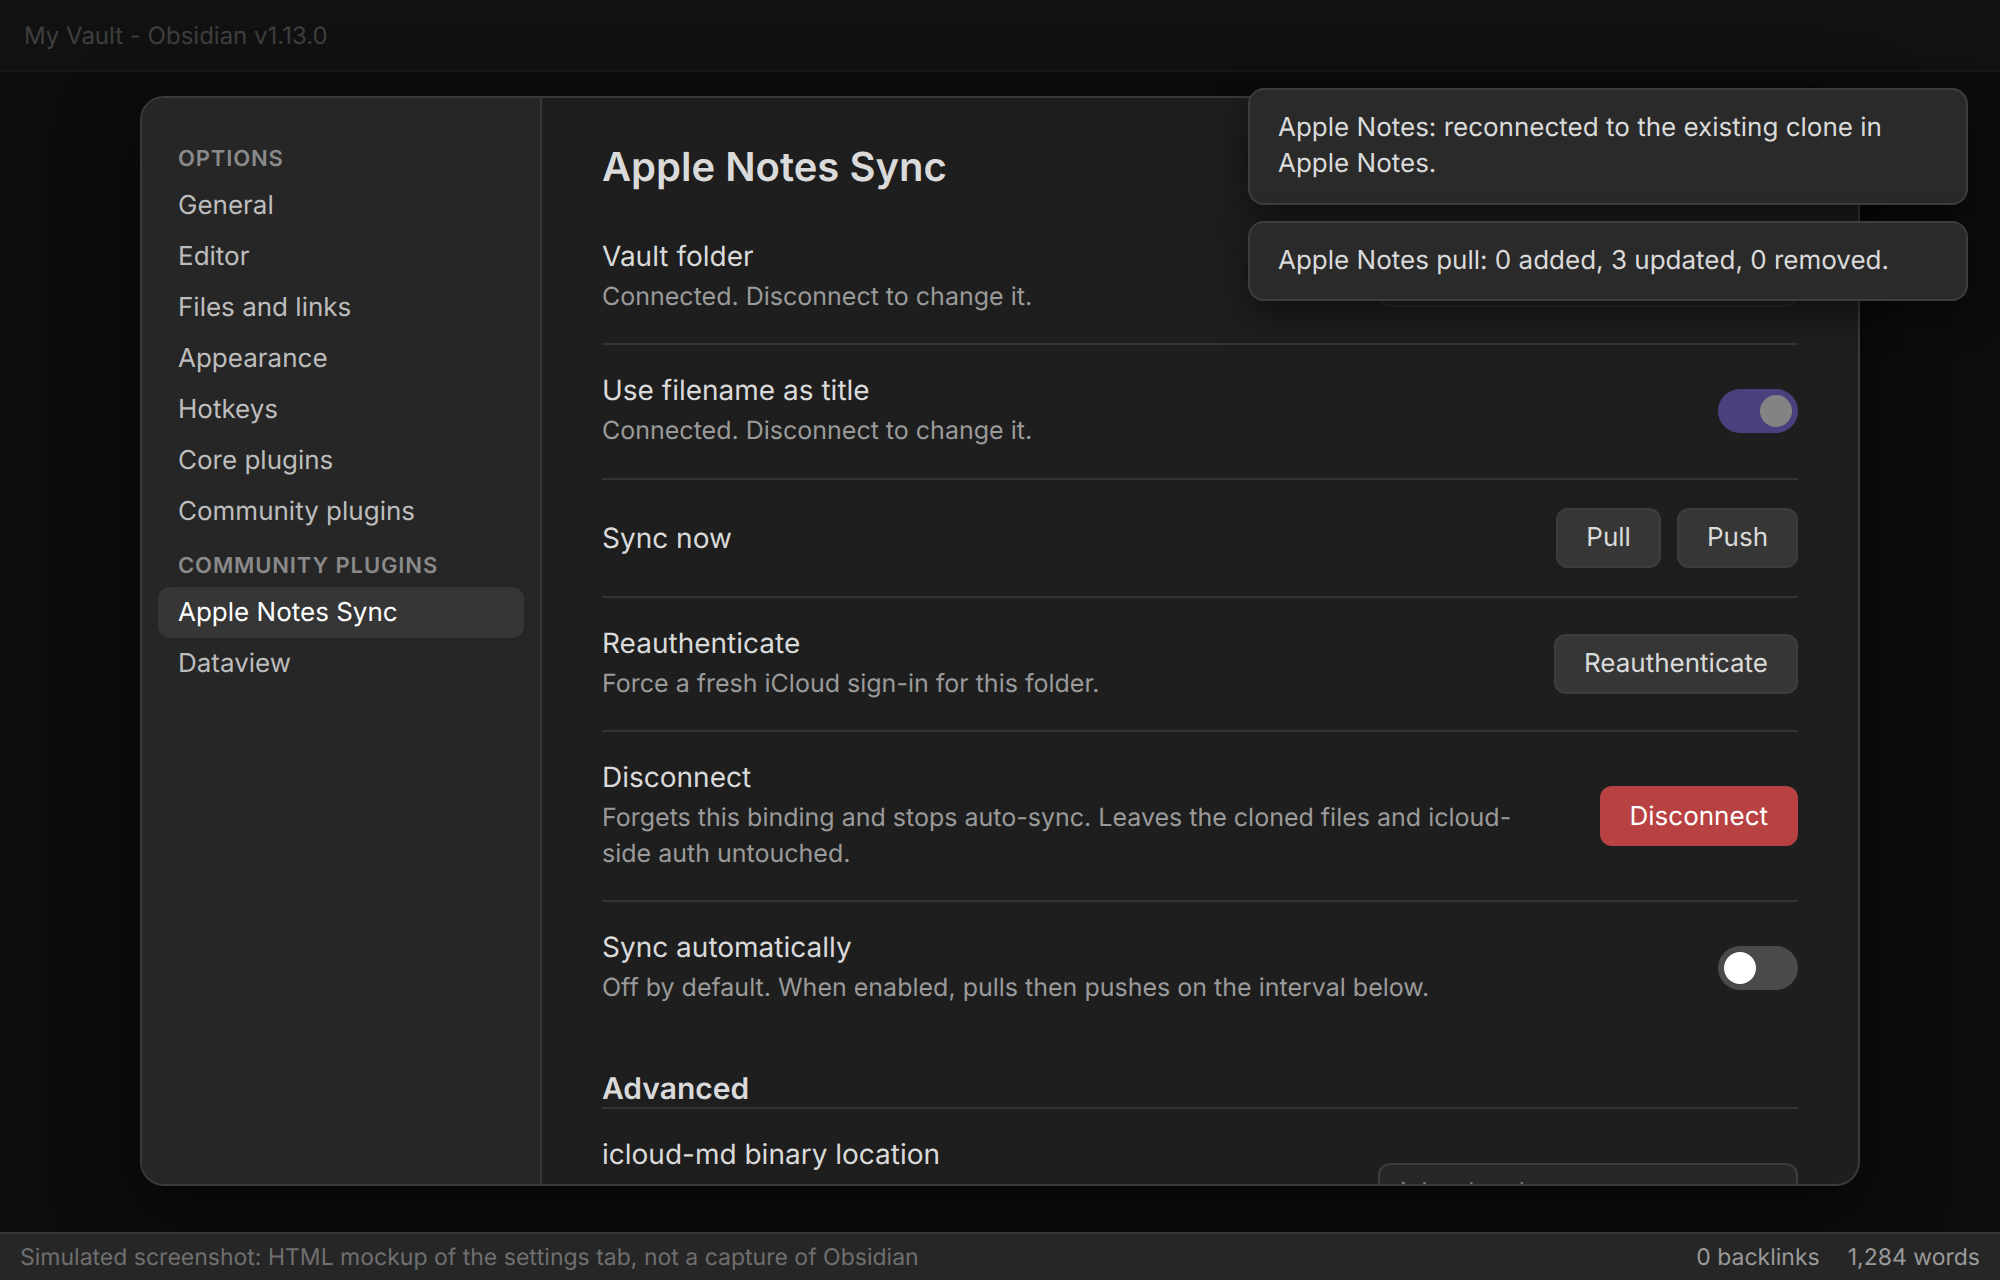 My Vault - Obsidian v1.13.0
OPTIONS
General
Editor
Files and links
Appearance
Hotkeys
Core plugins
Community plugins
COMMUNITY PLUGINS
Apple Notes Sync
Dataview
Apple Notes Sync
Apple Notes: reconnected to the existing clone in
Apple Notes.
Apple Notes pull: 0 added, 3 updated, 0 removed.
Vault folder
Connected. Disconnect to change it.
Use filename as title
Connected. Disconnect to change it.
Sync now
Pull
Push
Reauthenticate
Force a fresh iCloud sign-in for this folder.
Reauthenticate
Disconnect
Forgets this binding and stops auto-sync. Leaves the cloned files and icloud-
side auth untouched.
Disconnect
Sync automatically
Off by default. When enabled, pulls then pushes on the interval below.
Advanced
icloud-md binary location
Simulated screenshot: HTML mockup of the settings tab, not a capture of Obsidian
0 backlinks
1,284 words